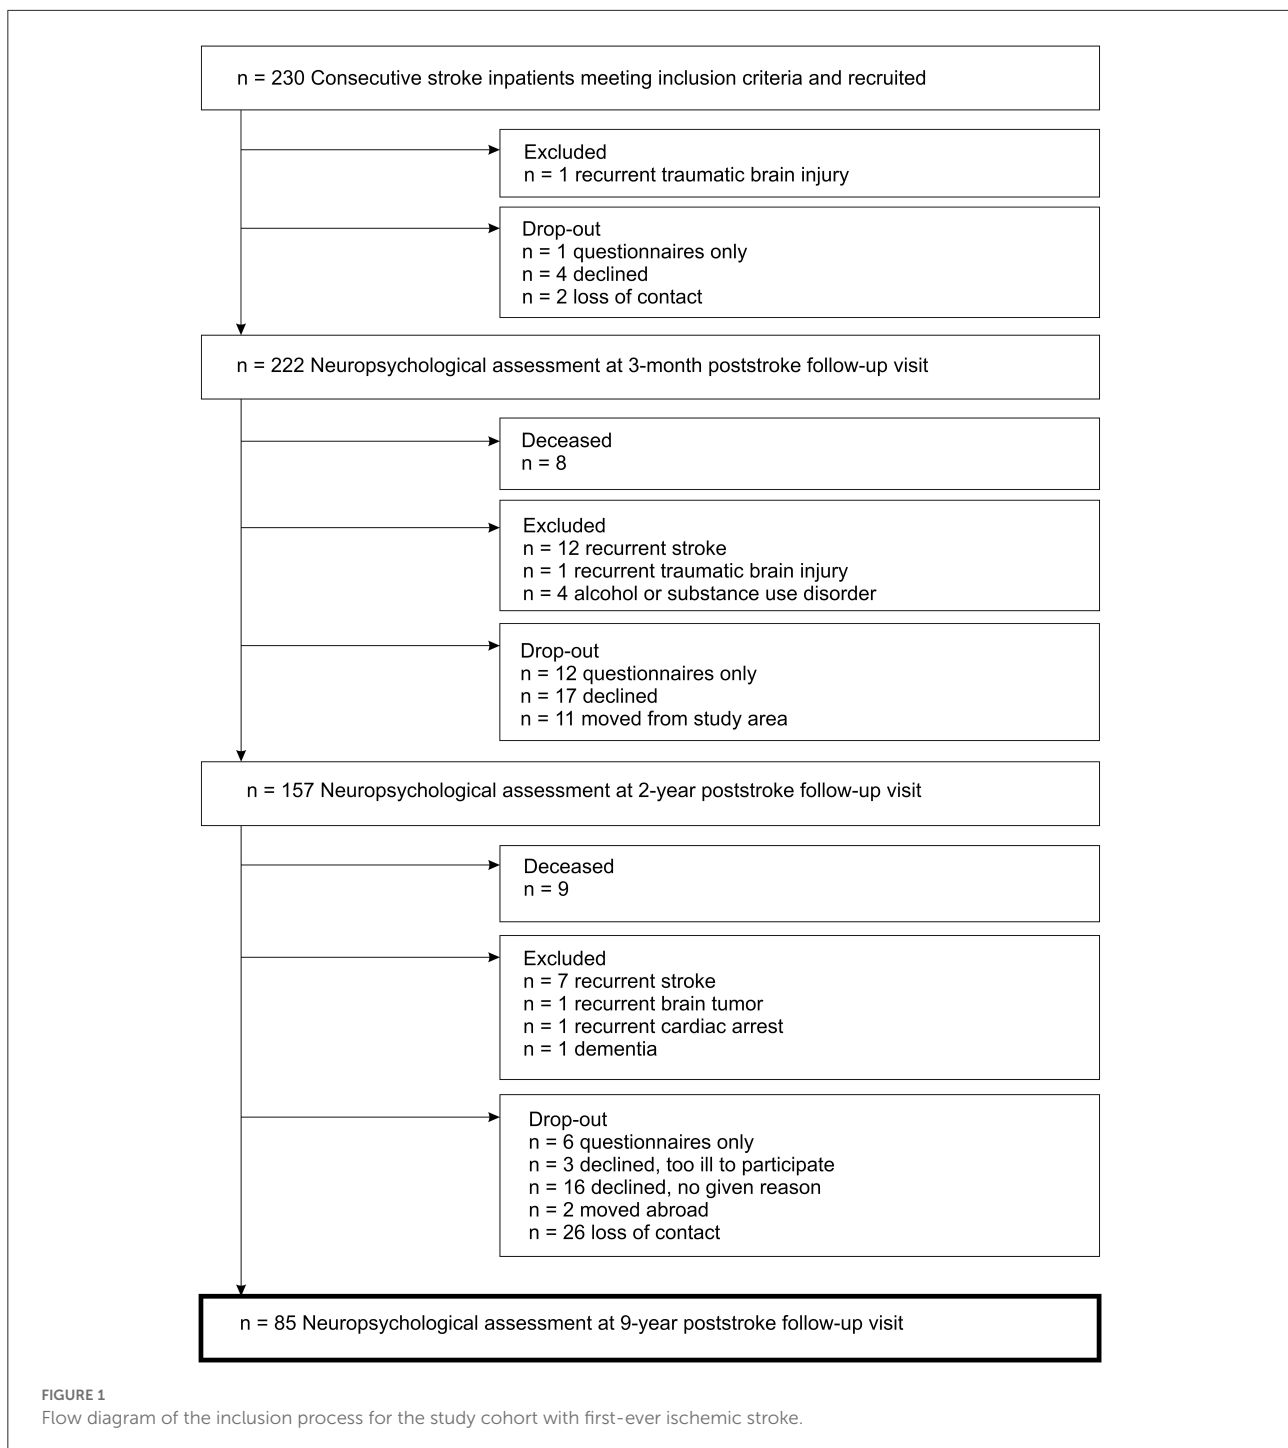 n = 230 Consecutive stroke inpatients meeting inclusion criteria and recruited
Excluded
n = 1 recurrent traumatic brain injury
Drop-out
n = 1 questionnaires only
n = 4 declined
n = 2 loss of contact
n = 222 Neuropsychological assessment at 3-month poststroke follow-up visit
Deceased
n = 8
Excluded
n = 12 recurrent stroke
n = 1 recurrent traumatic brain injury
n = 4 alcohol or substance use disorder
Drop-out
n = 12 questionnaires only
n = 17 declined
n = 11 moved from study area
n = 157 Neuropsychological assessment at 2-year poststroke follow-up visit
Deceased
n = 9
Excluded
n = 7 recurrent stroke
n = 1 recurrent brain tumor
n = 1 recurrent cardiac arrest
n = 1 dementia
Drop-out
n = 6 questionnaires only
n = 3 declined, too ill to participate
n = 16 declined, no given reason
n = 2 moved abroad
n = 26 loss of contact
n = 85 Neuropsychological assessment at 9-year poststroke follow-up visit
FIGURE 1
Flow diagram of the inclusion process for the study cohort with first-ever ischemic stroke.